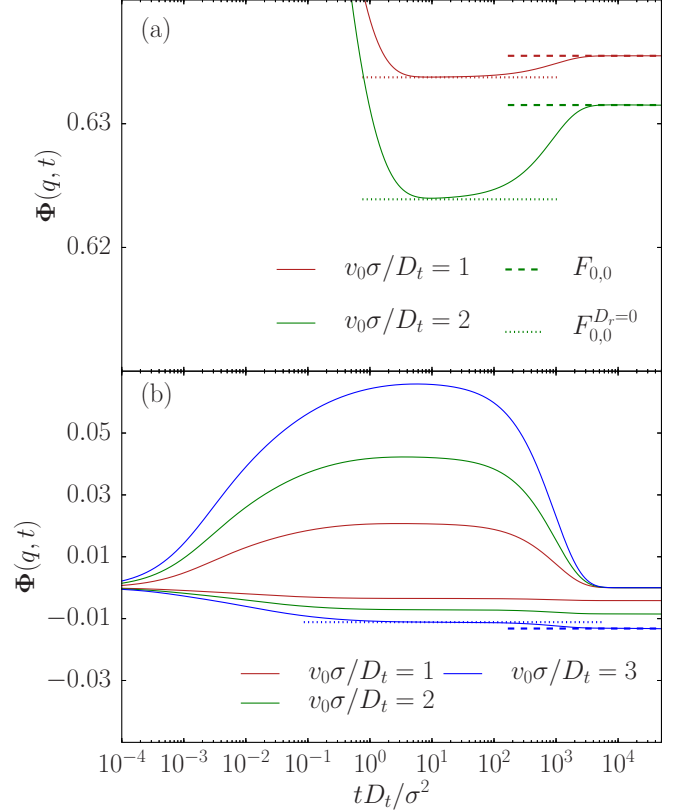 (a)
0.63
0.62
Φ(q, t)
v₀σ/Dₜ = 1
F₀,₀
v₀σ/Dₜ = 2
F₀,₀^{Dᵣ=0}
(b)
0.05
0.03
0.01
−0.01
−0.03
Φ(q, t)
v₀σ/Dₜ = 1
v₀σ/Dₜ = 3
v₀σ/Dₜ = 2
10⁻⁴ 10⁻³ 10⁻² 10⁻¹ 10⁰ 10¹ 10² 10³ 10⁴
tDₜ/σ²